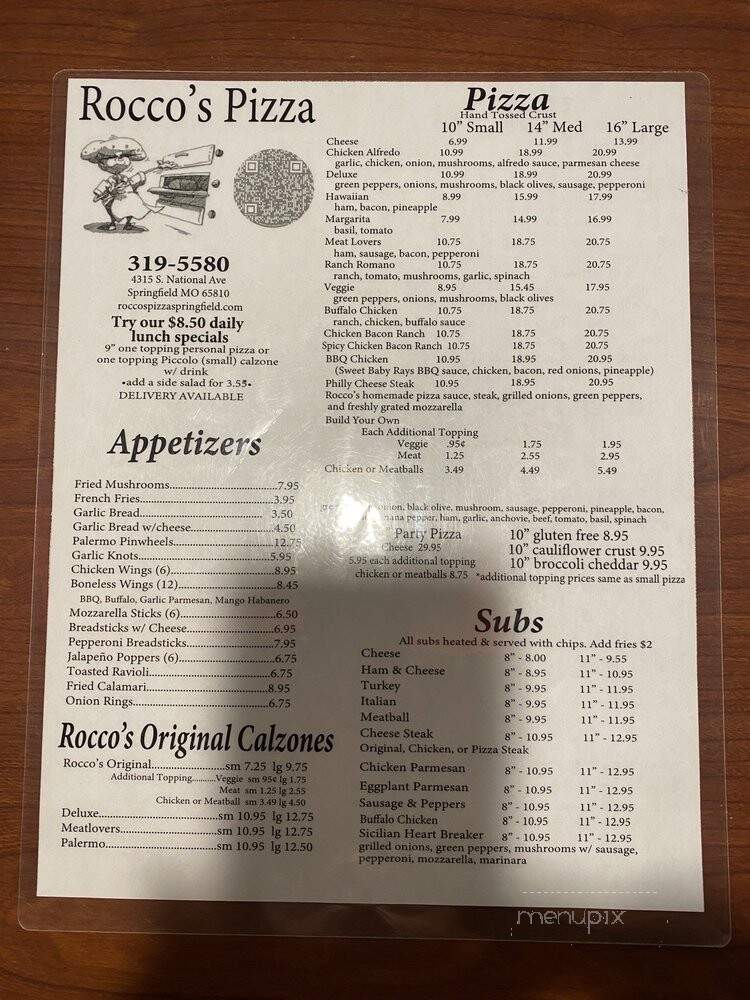 Rocco's Pizza
319-5580
4315 S. National Ave
Springfield MO 65810
roccospizzaspringfield.com
Try our $8.50 daily
lunch specials
9" one topping personal pizza or
one topping Piccolo (small) calzone
w/ drink
•add a side salad for 3.55•
DELIVERY AVAILABLE
Appetizers
Fried Mushrooms...7.95
French Fries...3.95
Garlic Bread... 3.50
Garlic Bread w/cheese...4.50
Palermo Pinwheels...12.75
Garlic Knots...5.95
Chicken Wings (6)...8.95
Boneless Wings (12)...8.45
BBQ, Buffalo, Garlic Parmesan, Mango Habanero
Mozzarella Sticks (6)...6.50
Breadsticks w/ Cheese...6.95
Pepperoni Breadsticks...7.95
Jalapeño Poppers (6)...6.75
Toasted Ravioli...6.75
Fried Calamari...8.95
Onion Rings...6.75
Rocco's Original Calzones
Rocco's Original...sm 7.25 lg 9.75
Additional Topping...Veggie sm 95¢ lg 1.75
Meat sm 1.25 lg 2.55
Chicken or Meatball sm 3.49 lg 4.50
Deluxe...sm 10.95 lg 12.75
Meatlovers...sm 10.95 lg 12.75
Palermo...sm 10.95 lg 12.50
Pizza
Hand Tossed Crust
10" Small 14" Med 16" Large
Cheese 6.99 11.99 13.99
Chicken Alfredo 10.99 18.99 20.99
garlic, chicken, onion, mushrooms, alfredo sauce, parmesan cheese
Deluxe 10.99 18.99 20.99
green peppers, onions, mushrooms, black olives, sausage, pepperoni
Hawaiian 8.99 15.99 17.99
ham, bacon, pineapple
Margarita 7.99 14.99 16.99
basil, tomato
Meat Lovers 10.75 18.75 20.75
ham, sausage, bacon, pepperoni
Ranch Romano 10.75 18.75 20.75
ranch, tomato, mushrooms, garlic, spinach
Veggie 8.95 15.45 17.95
green peppers, onions, mushrooms, black olives
Buffalo Chicken 10.75 18.75 20.75
ranch, chicken, buffalo sauce
Chicken Bacon Ranch 10.75 18.75 20.75
Spicy Chicken Bacon Ranch 10.75 18.75 20.75
BBQ Chicken 10.95 18.95 20.95
(Sweet Baby Rays BBQ sauce, chicken, bacon, red onions, pineapple)
Philly Cheese Steak 10.95 18.95 20.95
Rocco's homemade pizza sauce, steak, grilled onions, green peppers,
and freshly grated mozzarella
Build Your Own
Each Additional Topping
Veggie .95¢ 1.75 1.95
Meat 1.25 2.55 2.95
Chicken or Meatballs 3.49 4.49 5.49
onion, black olive, mushroom, sausage, pepperoni, pineapple, bacon,
pepper, ham, garlic, anchovie, beef, tomato, basil, spinach
Party Pizza
Cheese 29.95
5.95 each additional topping
chicken or meatballs 8.75
10" gluten free 8.95
10" cauliflower crust 9.95
10" broccoli cheddar 9.95
*additional topping prices same as small pizza
Subs
All subs heated & served with chips. Add fries $2
Cheese 8" - 8.00 11" - 9.55
Ham & Cheese 8" - 8.95 11" - 10.95
Turkey 8" - 9.95 11" - 11.95
Italian 8" - 9.95 11" - 11.95
Meatball 8" - 9.95 11" - 11.95
Cheese Steak 8" - 10.95 11" - 12.95
Original, Chicken, or Pizza Steak
Chicken Parmesan 8" - 10.95 11" - 12.95
Eggplant Parmesan 8" - 10.95 11" - 12.95
Sausage & Peppers 8" - 10.95 11" - 12.95
Buffalo Chicken 8" - 10.95 11" - 12.95
Sicilian Heart Breaker 8" - 10.95 11" - 12.95
grilled onions, green peppers, mushrooms w/ sausage,
pepperoni, mozzarella, marinara
menupix